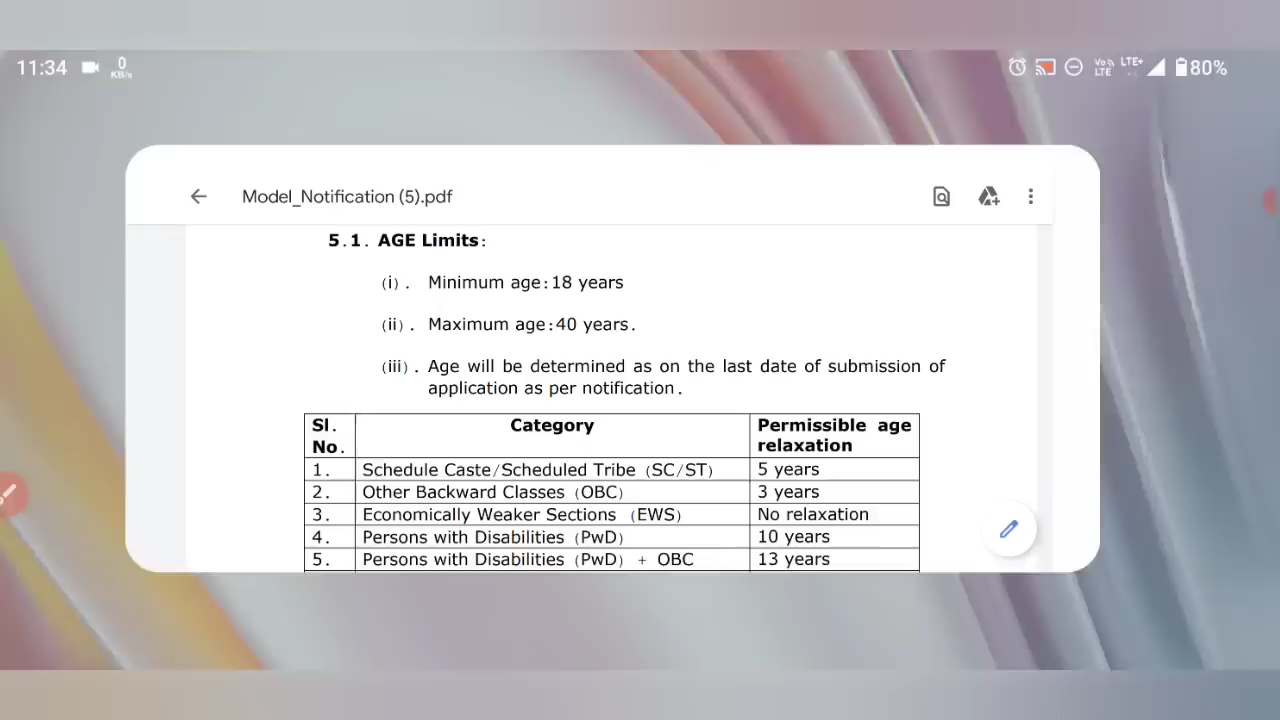 11:34 0 KB/s Vo)) LTE LTE+ 80%
Model_Notification (5).pdf
5.1. AGE Limits:
(i). Minimum age:18 years
(ii). Maximum age:40 years.
(iii). Age will be determined as on the last date of submission of
application as per notification.
Sl. No. Category Permissible age relaxation
1. Schedule Caste/Scheduled Tribe (SC/ST) 5 years
2. Other Backward Classes (OBC) 3 years
3. Economically Weaker Sections (EWS) No relaxation
4. Persons with Disabilities (PwD) 10 years
5. Persons with Disabilities (PwD) + OBC 13 years